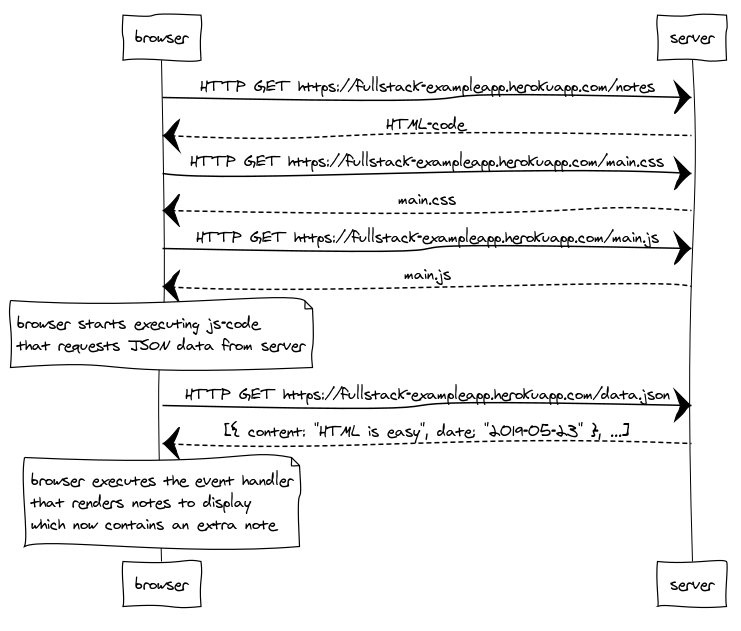 browser
server
HTTP GET https://fullstack-exampleapp.herokuapp.com/notes
HTML-code
HTTP GET https://fullstack-exampleapp.herokuapp.com/main.css
main.css
HTTP GET https://fullstack-exampleapp.herokuapp.com/main.js
main.js
browser starts executing js-code
that requests JSON data from server
HTTP GET https://fullstack-exampleapp.herokuapp.com/data.json
[{ content: "HTML is easy", date: "2019-05-23" }, ...]
browser executes the event handler
that renders notes to display
which now contains an extra note
browser
server